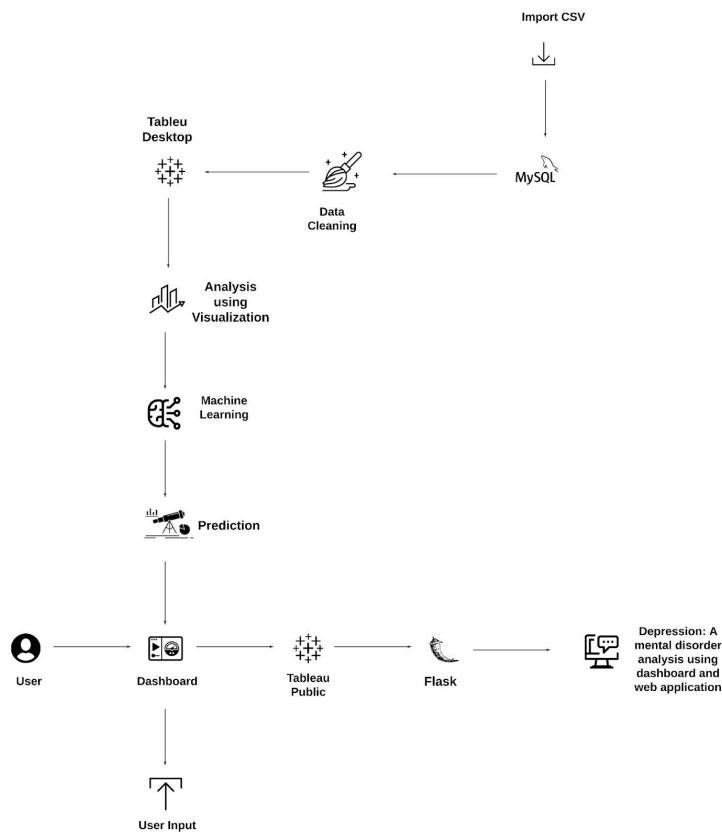 Import CSV
Tableu
Desktop
MySQL
Data
Cleaning
Analysis
using
Visualization
Machine
Learning
Prediction
Depression: A
mental disorder
analysis using
dashboard and
web application
User
Dashboard
Tableau
Public
Flask
User Input